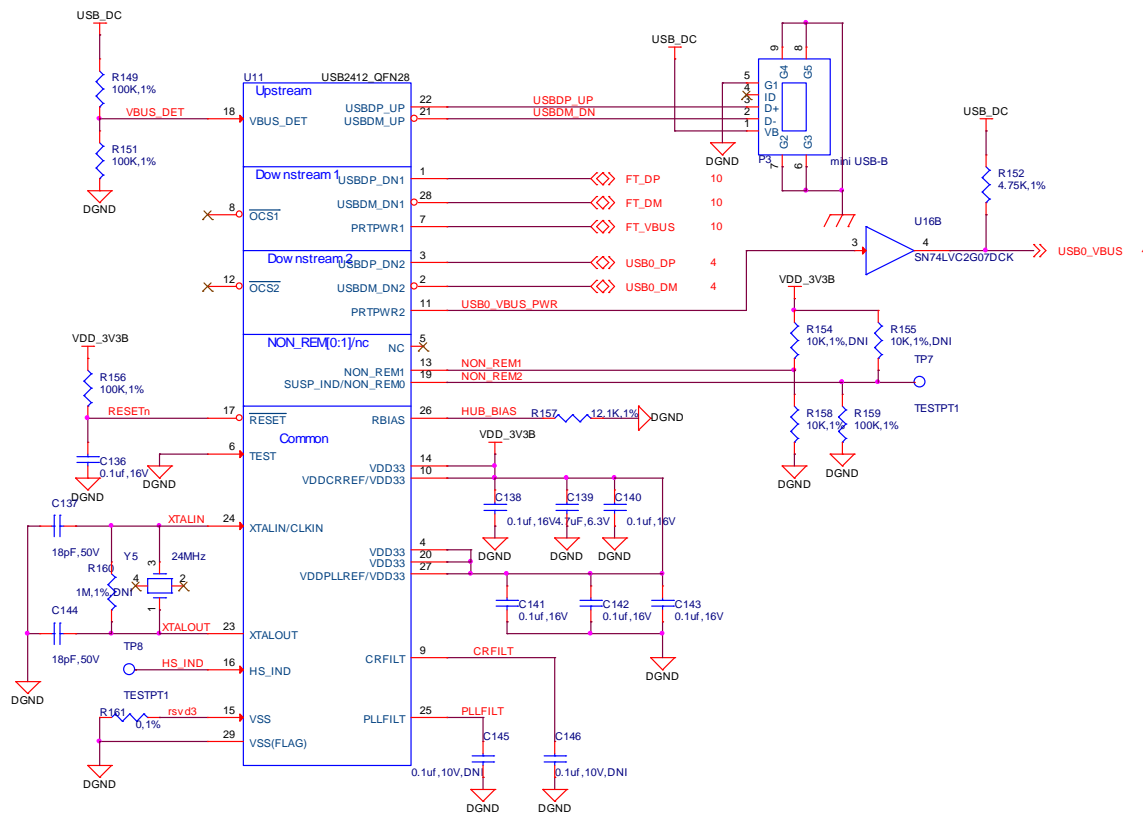 USB_DC
R149
100K,1%
VBUS_DET
R151
100K,1%
DGND
U11
USB2412_QFN28
Upstream
18
VBUS_DET
USBDP_UP
22
USBDP_UP
USBDM_UP
21
USBDM_DN
USB_DC
5
4
3
2
1
G1
ID
D+
D-
VB
9
8
G4
G5
G2
G3
7
6
P3
mini USB-B
DGND
Downstream 1
USBDP_DN1
1
FT_DP
10
8
OCS1
USBDM_DN1
28
FT_DM
10
PRTPWR1
7
FT_VBUS
10
Downstream 2
USBDP_DN2
3
USB0_DP
4
12
OCS2
USBDM_DN2
2
USB0_DM
4
PRTPWR2
11
USB0_VBUS_PWR
USB_DC
R152
4.75K,1%
U16B
3
4
SN74LVC2G07DCK
USB0_VBUS
NON_REM[0:1]/nc
NC
5
NON_REM1
13
NON_REM1
SUSP_IND/NON_REM0
19
NON_REM2
VDD_3V3B
R154
10K,1%,DNI
R155
10K,1%,DNI
TP7
TESTPT1
R158
10K,1%
R159
100K,1%
DGND
DGND
VDD_3V3B
R156
100K,1%
RESETn
17
RESET
C136
0.1uf,16V
DGND
Common
RBIAS
26
HUB_BIAS
R157
12.1K,1%
DGND
6
TEST
DGND
VDD_3V3B
VDD33
14
VDDCRREF/VDD33
10
C138
0.1uf,16V
C139
4.7uF,6.3V
C140
0.1uf,16V
DGND
DGND
DGND
C137
18pF,50V
XTALIN
24
XTALIN/CLKIN
R160
1M,1%,DNI
Y5
24MHz
3
4
2
1
C144
18pF,50V
XTALOUT
23
XTALOUT
DGND
VDD33
4
VDD33
20
VDDPLLREF/VDD33
27
C141
0.1uf,16V
C142
0.1uf,16V
C143
0.1uf,16V
DGND
TP8
TESTPT1
HS_IND
16
HS_IND
CRFILT
9
CRFILT
R161
0,1%
rsvd3
15
VSS
PLLFILT
25
PLLFILT
29
VSS(FLAG)
DGND
C145
0.1uf,10V,DNI
C146
0.1uf,10V,DNI
DGND
DGND